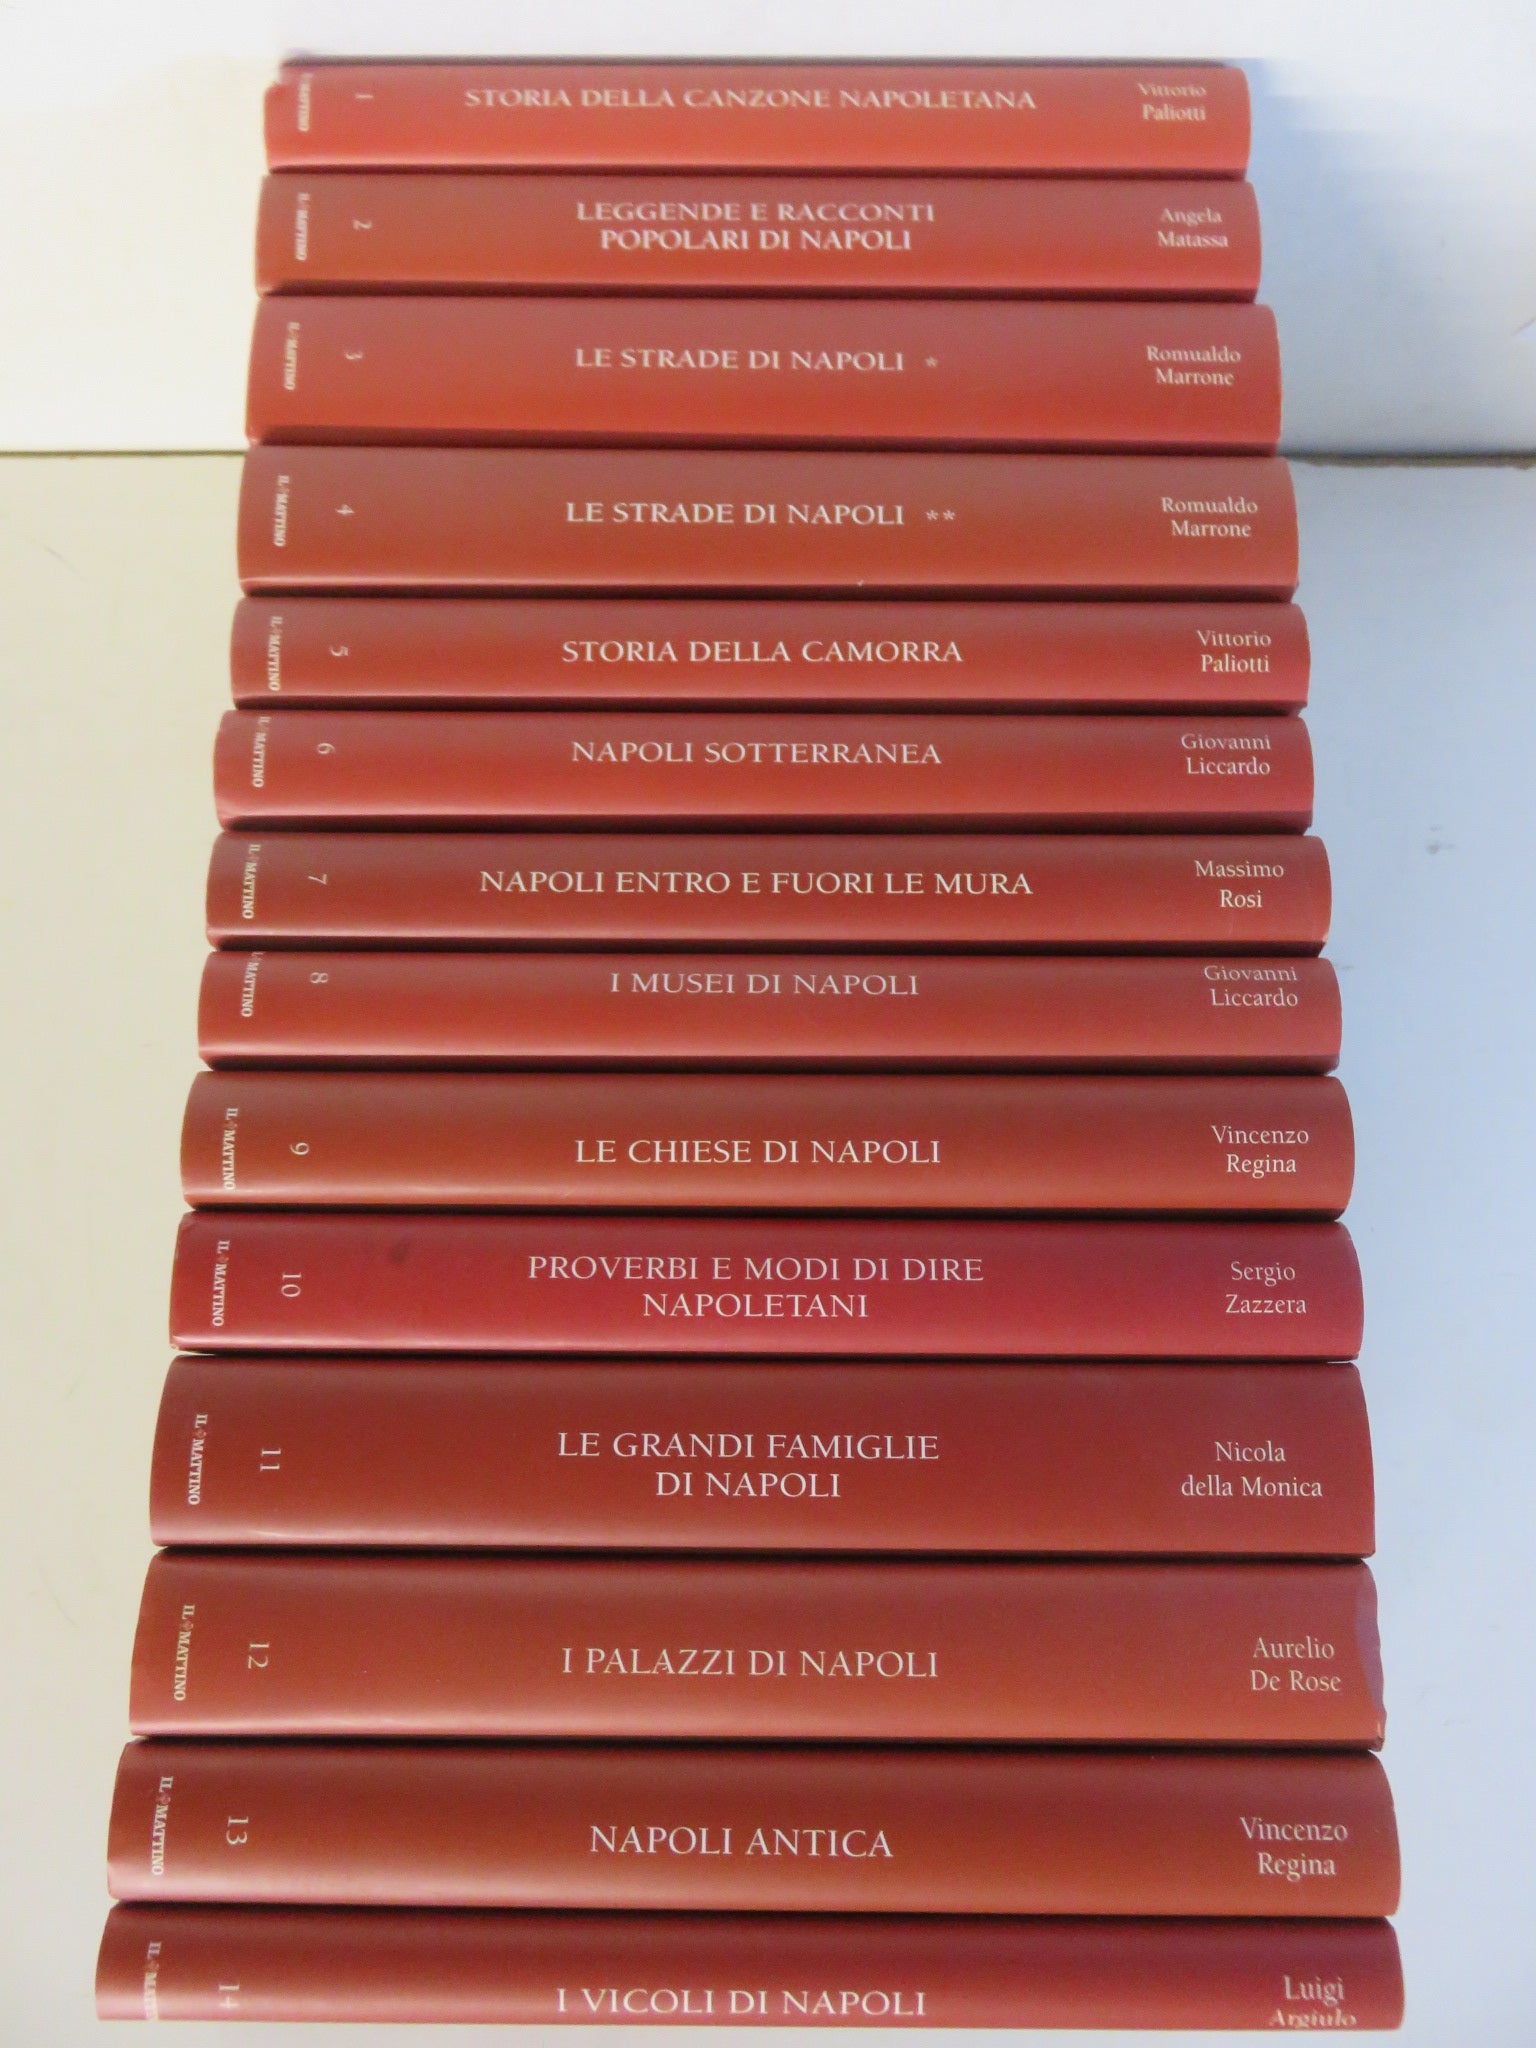 IL MATTINO
1
STORIA DELLA CANZONE NAPOLETANA
Vittorio
Paliotti
IL MATTINO
2
LEGGENDE E RACCONTI
POPOLARI DI NAPOLI
Angela
Matassa
IL MATTINO
3
LE STRADE DI NAPOLI *
Romualdo
Marrone
IL MATTINO
4
LE STRADE DI NAPOLI **
Romualdo
Marrone
IL MATTINO
5
STORIA DELLA CAMORRA
Vittorio
Paliotti
IL MATTINO
6
NAPOLI SOTTERRANEA
Giovanni
Liccardo
IL MATTINO
7
NAPOLI ENTRO E FUORI LE MURA
Massimo
Rosi
IL MATTINO
8
I MUSEI DI NAPOLI
Giovanni
Liccardo
IL MATTINO
9
LE CHIESE DI NAPOLI
Vincenzo
Regina
IL MATTINO
10
PROVERBI E MODI DI DIRE
NAPOLETANI
Sergio
Zazzera
IL MATTINO
11
LE GRANDI FAMIGLIE
DI NAPOLI
Nicola
della Monica
IL MATTINO
12
I PALAZZI DI NAPOLI
Aurelio
De Rose
IL MATTINO
13
NAPOLI ANTICA
Vincenzo
Regina
IL MATTI
14
I VICOLI DI NAPOLI
Luigi
Argiulo